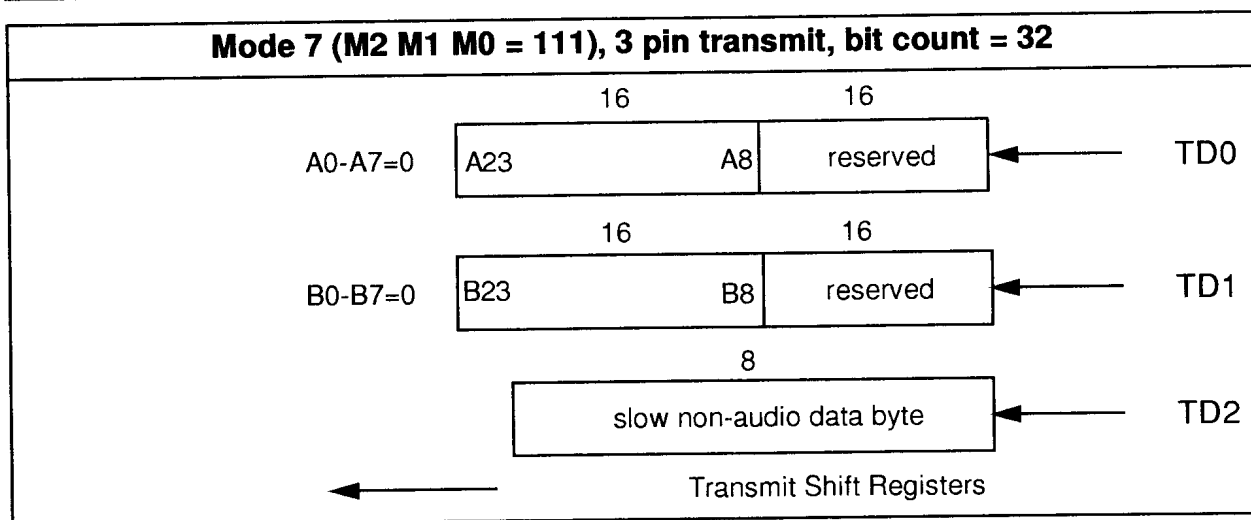 Mode 7 (M2 M1 M0 = 111), 3 pin transmit, bit count = 32
16 16
A0-A7=0 A23 A8 reserved TD0
16 16
B0-B7=0 B23 B8 reserved TD1
8
slow non-audio data byte TD2
Transmit Shift Registers